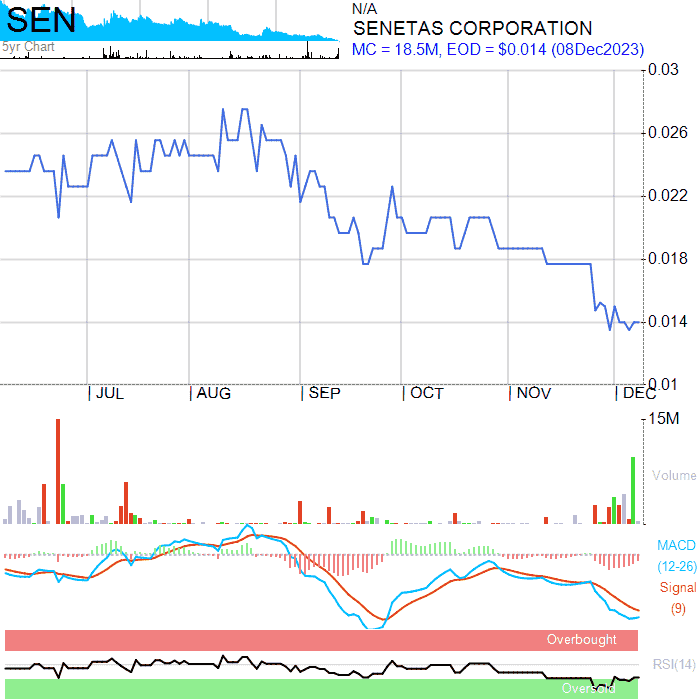 SEN
5yr Chart
N/A
SENETAS CORPORATION
MC = 18.5M, EOD = $0.014 (08Dec2023)
0.03
0.026
0.022
0.018
0.014
0.01
JUL AUG SEP OCT NOV DEC
15M
Volume
MACD
(12-26)
Signal
(9)
Overbought
RSI(14)
Oversold